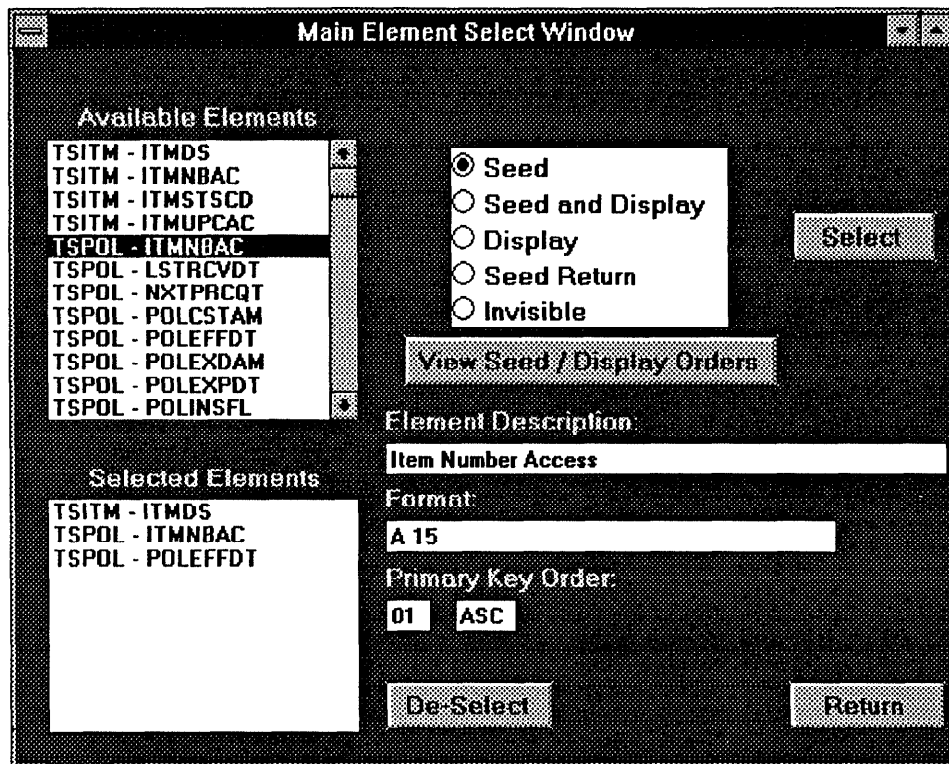 Main Element Select Window
Available Elements
TSITM - ITMDS
TSITM - ITMNBAC
TSITM - ITMSTSCD
TSITM - ITMUPCAC
TSPOL - ITMNBAC
TSPOL - LSTRCVDT
TSPOL - NXTPRCQT
TSPOL - POLCSTAM
TSPOL - POLEFFDT
TSPOL - POLEXDAM
TSPOL - POLEXPDT
TSPOL - POLINSFL
Seed
Seed and Display
Display
Seed Return
Invisible
Select
View Seed / Display Orders
Element Description:
Item Number Access
Format:
A 15
Primary Key Order:
01 ASC
Selected Elements
TSITM - ITMDS
TSPOL - ITMNBAC
TSPOL - POLEFFDT
De-Select
Return